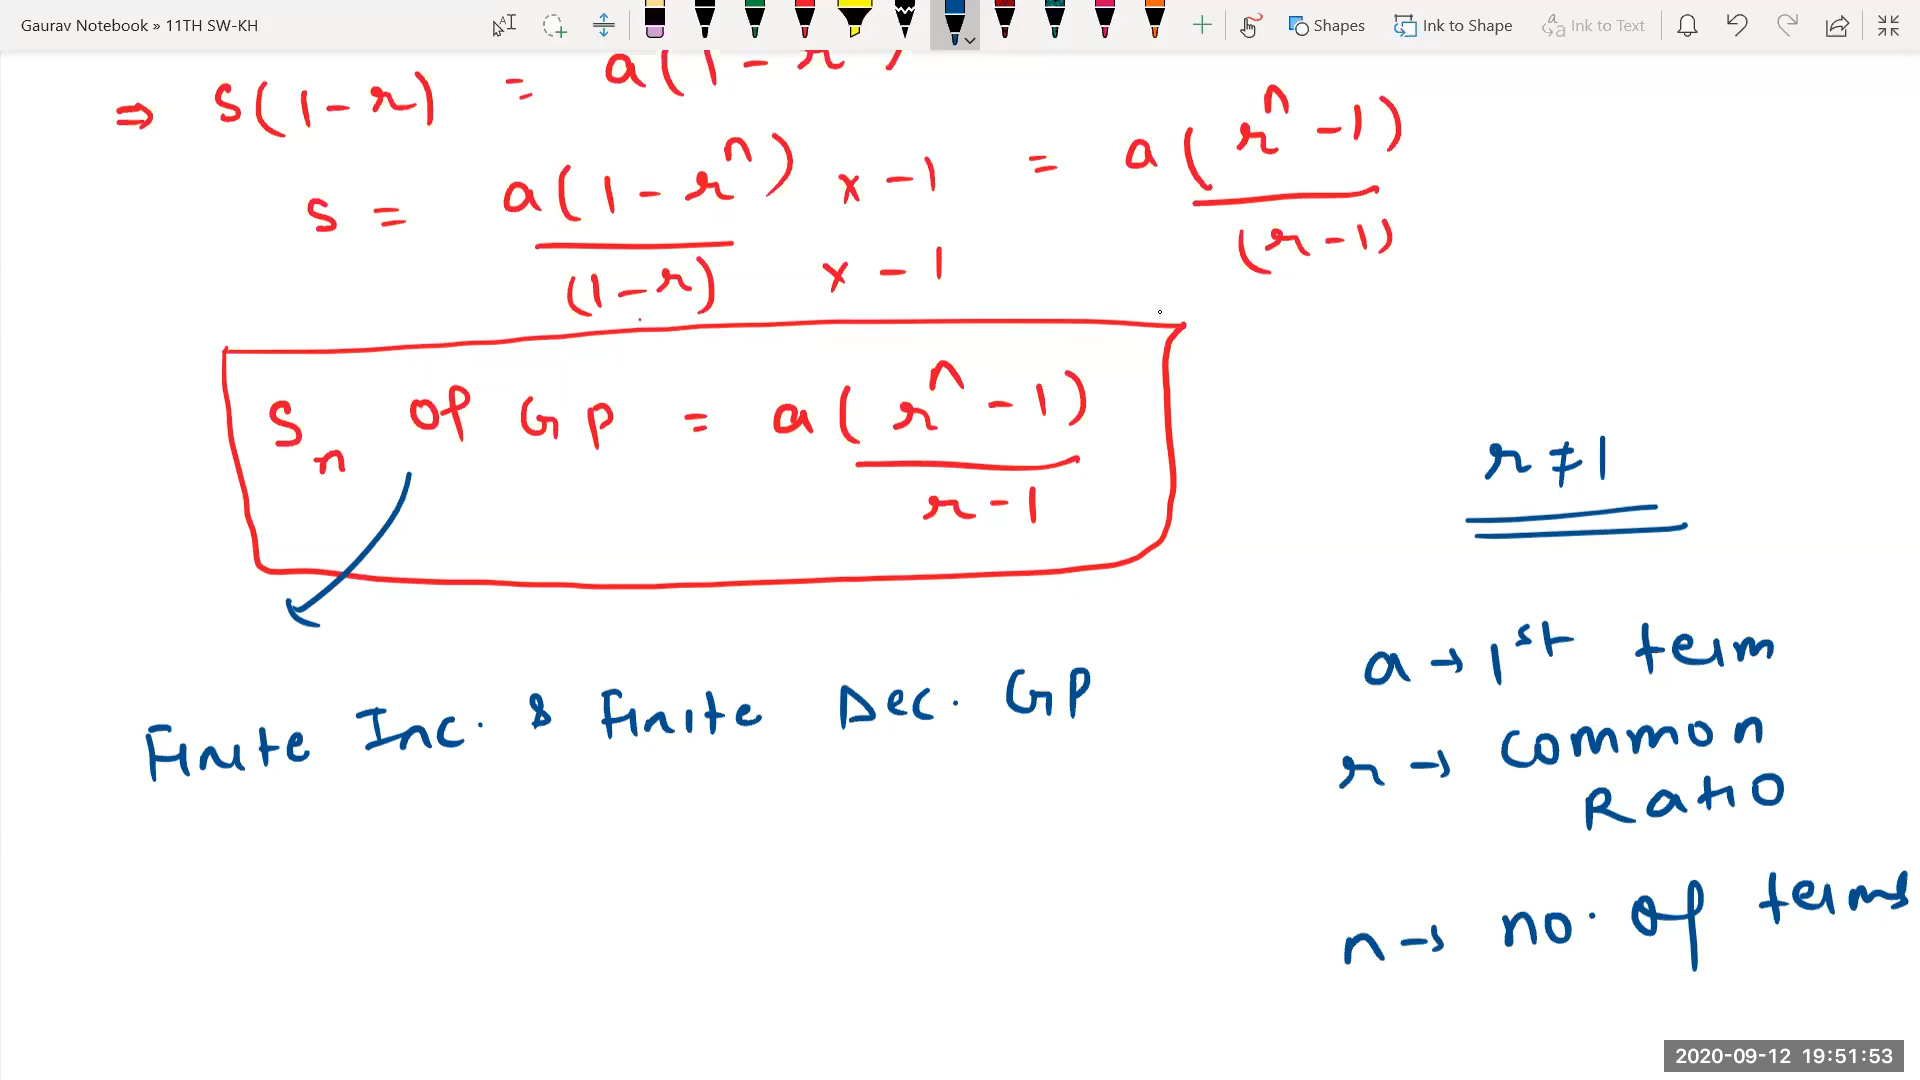 Gaurav Notebook » 11TH SW-KH
Shapes Ink to Shape Ink to Text
⇒ S(1-r) = a(1-r
s = a(1-r^n) x-1 / (1-r) x-1 = a(r^n-1) / (r-1)
S_n of GP = a(r^n-1) / r-1
r≠1
Finite Inc. & Finite Dec. GP
a → 1st term
r → common
Ratio
n → no. of terms
2020-09-12 19:51:53